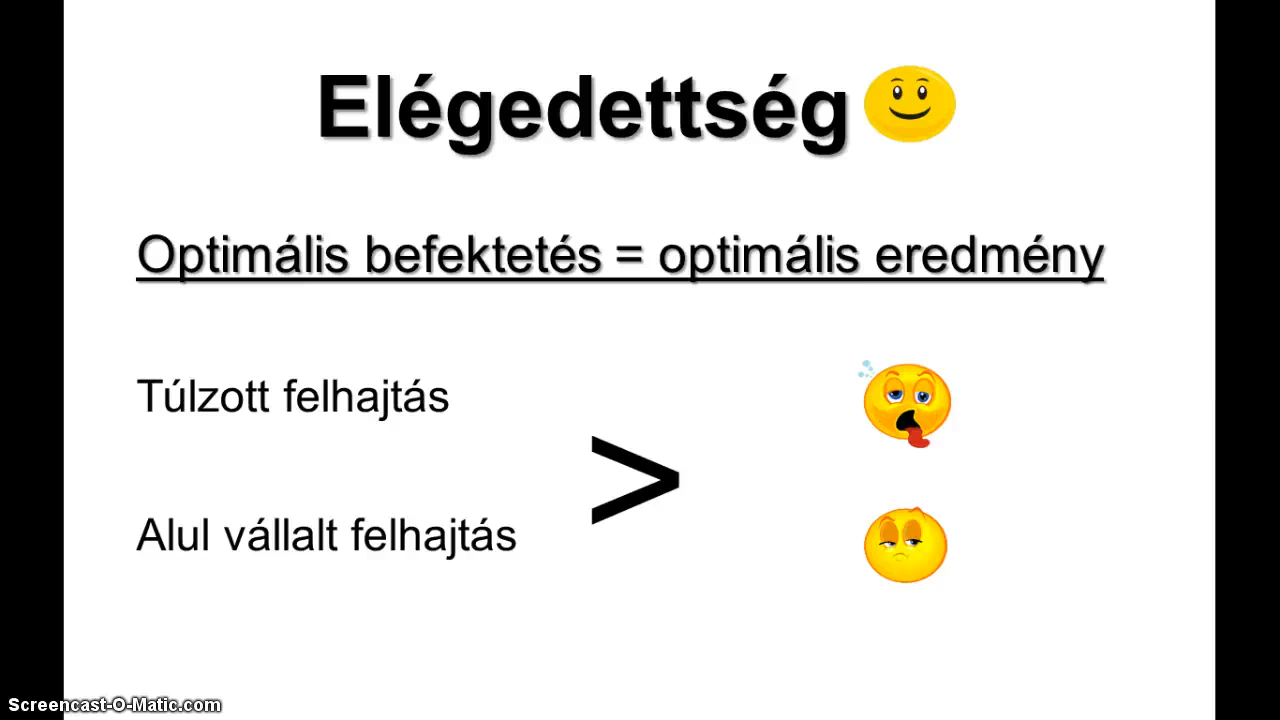 Elégedettség
Optimális befektetés = optimális eredmény
Túlzott felhajtás
>
Alul vállalt felhajtás
Screencast-O-Matic.com